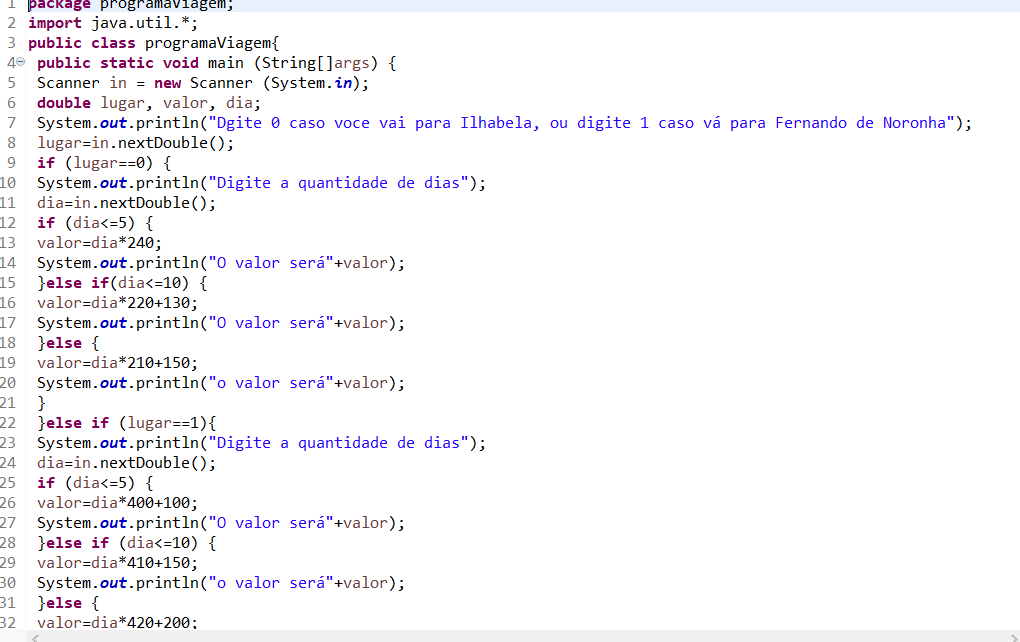 1 package programaViagem;
2 import java.util.*;
3 public class programaViagem{
4 public static void main (String[]args) {
5 Scanner in = new Scanner (System.in);
6 double lugar, valor, dia;
7 System.out.println("Dgite 0 caso voce vai para Ilhabela, ou digite 1 caso vá para Fernando de Noronha");
8 lugar=in.nextDouble();
9 if (lugar==0) {
10 System.out.println("Digite a quantidade de dias");
11 dia=in.nextDouble();
12 if (dia<=5) {
13 valor=dia*240;
14 System.out.println("O valor será"+valor);
15 }else if(dia<=10) {
16 valor=dia*220+130;
17 System.out.println("O valor será"+valor);
18 }else {
19 valor=dia*210+150;
20 System.out.println("o valor será"+valor);
21 }
22 }else if (lugar==1){
23 System.out.println("Digite a quantidade de dias");
24 dia=in.nextDouble();
25 if (dia<=5) {
26 valor=dia*400+100;
27 System.out.println("O valor será"+valor);
28 }else if (dia<=10) {
29 valor=dia*410+150;
30 System.out.println("o valor será"+valor);
31 }else {
32 valor=dia*420+200;